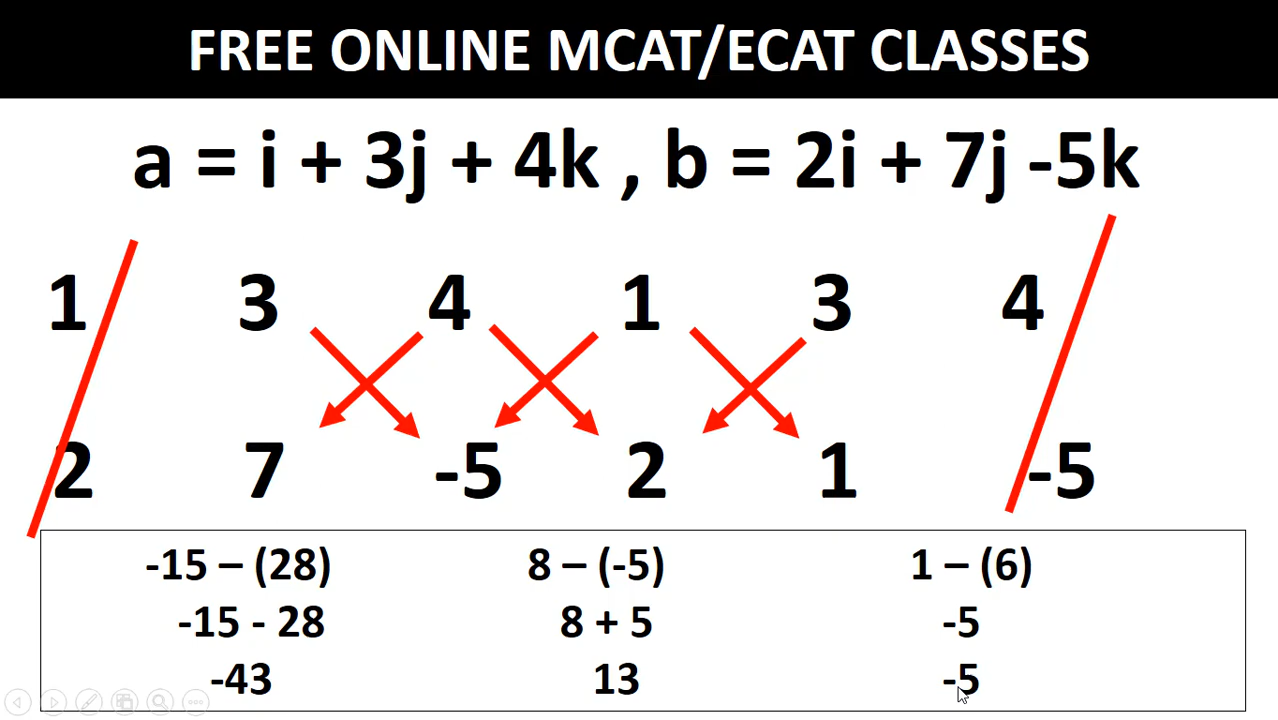 FREE ONLINE MCAT/ECAT CLASSES
a = i + 3j + 4k , b = 2i + 7j -5k
1 3 4 1 3 4
2 7 -5 2 1 -5
-15 – (28) 8 – (-5) 1 – (6)
-15 - 28 8 + 5 -5
-43 13 -5